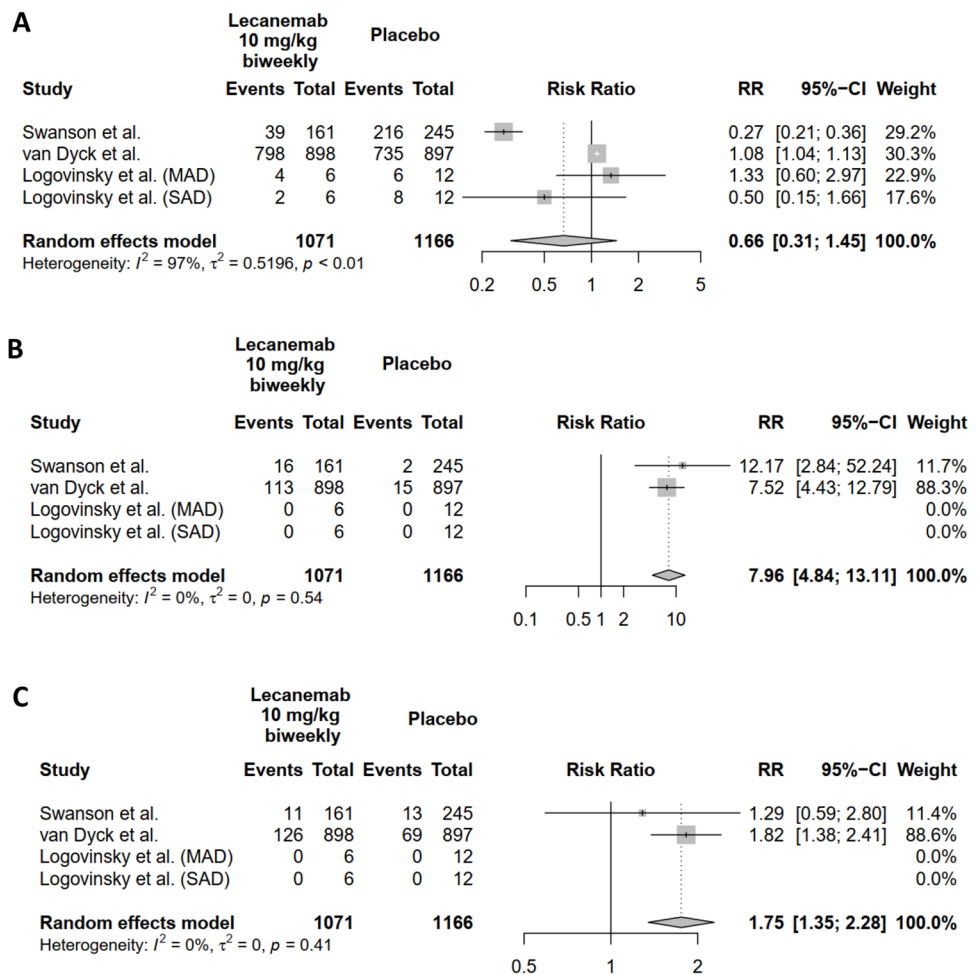 A
Lecanemab
10 mg/kg
biweekly
Placebo
Study Events Total Events Total Risk Ratio RR 95%−CI Weight
Swanson et al. 39 161 216 245 0.27 [0.21; 0.36] 29.2%
van Dyck et al. 798 898 735 897 1.08 [1.04; 1.13] 30.3%
Logovinsky et al. (MAD) 4 6 6 12 1.33 [0.60; 2.97] 22.9%
Logovinsky et al. (SAD) 2 6 8 12 0.50 [0.15; 1.66] 17.6%
Random effects model 1071 1166 0.66 [0.31; 1.45] 100.0%
Heterogeneity: I² = 97%, τ² = 0.5196, p < 0.01
0.2 0.5 1 2 5
B
Lecanemab
10 mg/kg
biweekly
Placebo
Study Events Total Events Total Risk Ratio RR 95%−CI Weight
Swanson et al. 16 161 2 245 12.17 [2.84; 52.24] 11.7%
van Dyck et al. 113 898 15 897 7.52 [4.43; 12.79] 88.3%
Logovinsky et al. (MAD) 0 6 0 12 0.0%
Logovinsky et al. (SAD) 0 6 0 12 0.0%
Random effects model 1071 1166 7.96 [4.84; 13.11] 100.0%
Heterogeneity: I² = 0%, τ² = 0, p = 0.54
0.1 0.5 1 2 10
C
Lecanemab
10 mg/kg
biweekly
Placebo
Study Events Total Events Total Risk Ratio RR 95%−CI Weight
Swanson et al. 11 161 13 245 1.29 [0.59; 2.80] 11.4%
van Dyck et al. 126 898 69 897 1.82 [1.38; 2.41] 88.6%
Logovinsky et al. (MAD) 0 6 0 12 0.0%
Logovinsky et al. (SAD) 0 6 0 12 0.0%
Random effects model 1071 1166 1.75 [1.35; 2.28] 100.0%
Heterogeneity: I² = 0%, τ² = 0, p = 0.41
0.5 1 2